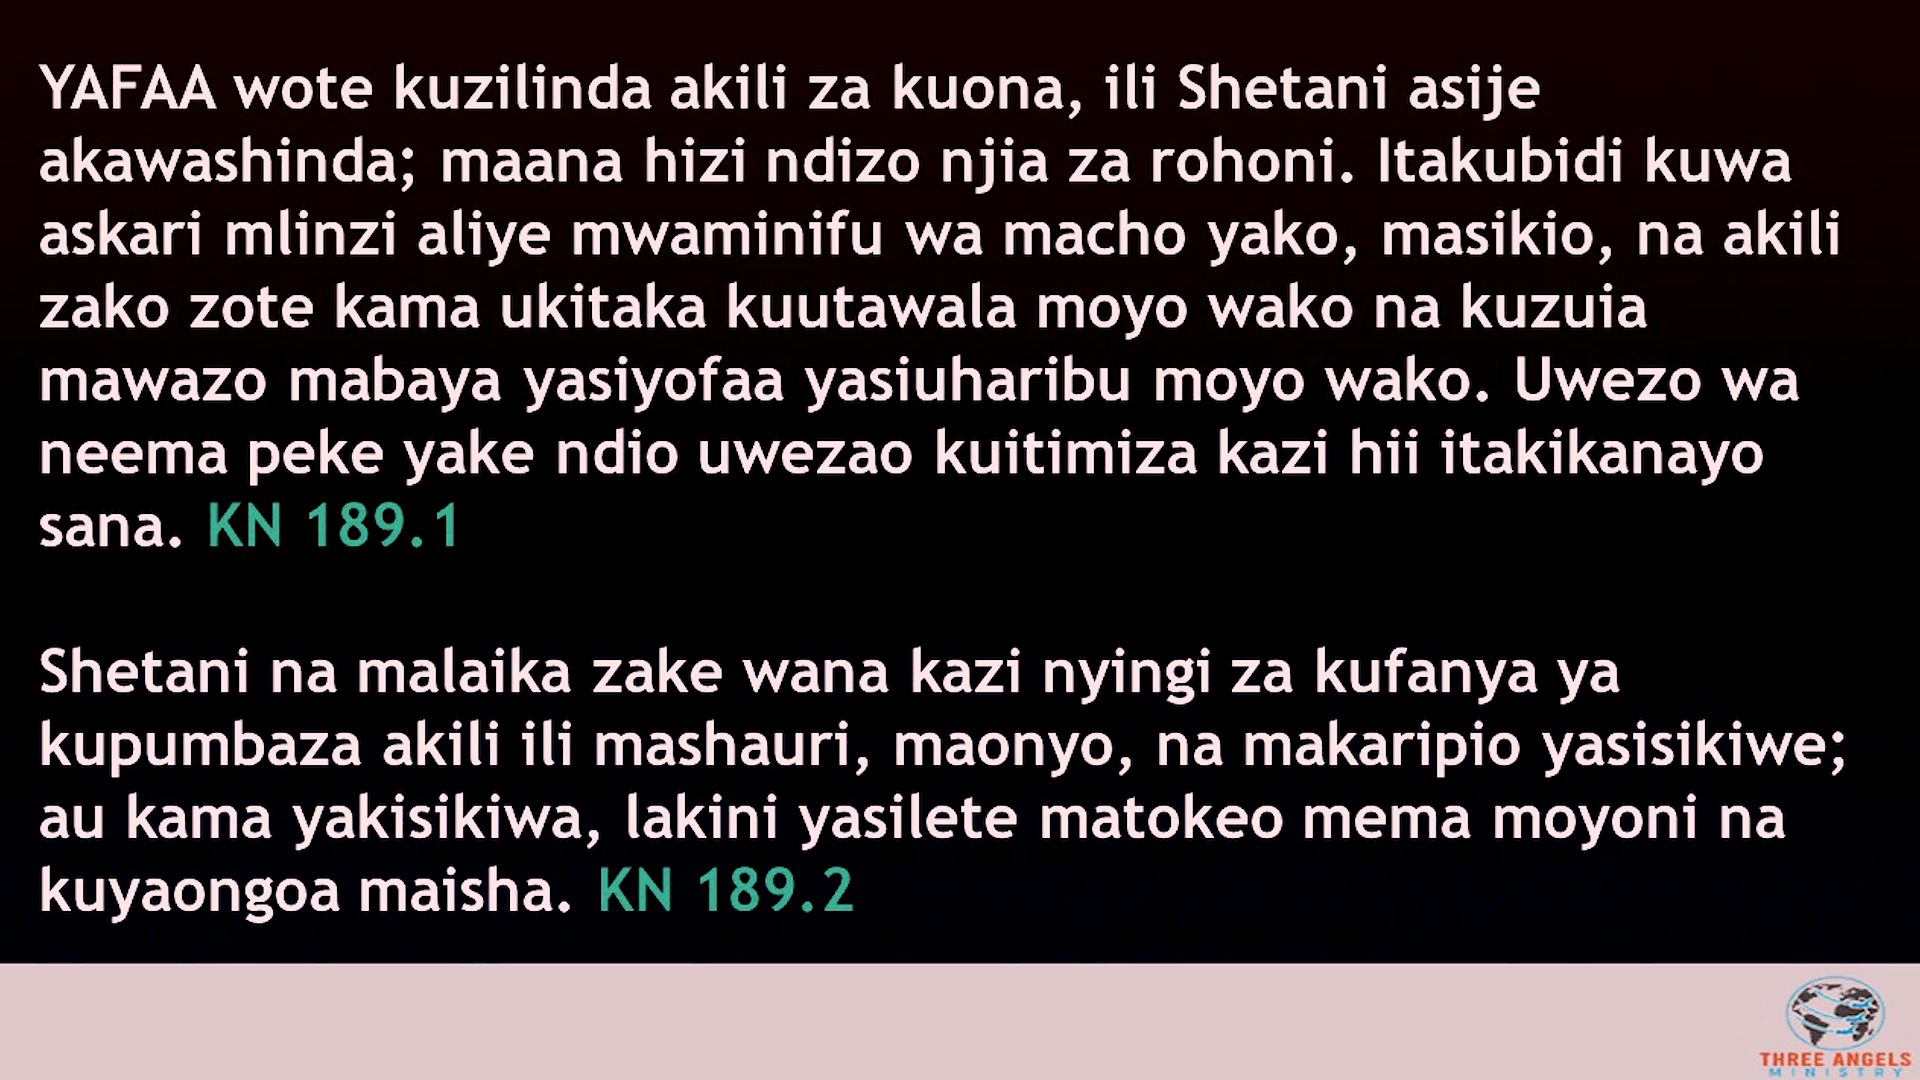 YAFAA wote kuzilinda akili za kuona, ili Shetani asije
akawashinda; maana hizi ndizo njia za rohoni. Itakubidi kuwa
askari mlinzi aliye mwaminifu wa macho yako, masikio, na akili
zako zote kama ukitaka kuutawala moyo wako na kuzuia
mawazo mabaya yasiyofaa yasiuharibu moyo wako. Uwezo wa
neema peke yake ndio uwezao kuitimiza kazi hii itakikanayo
sana. KN 189.1
Shetani na malaika zake wana kazi nyingi za kufanya ya
kupumbaza akili ili mashauri, maonyo, na makaripio yasisikiwe;
au kama yakisikiwa, lakini yasilete matokeo mema moyoni na
kuyaongoa maisha. KN 189.2
THREE ANGELS
MINISTRY